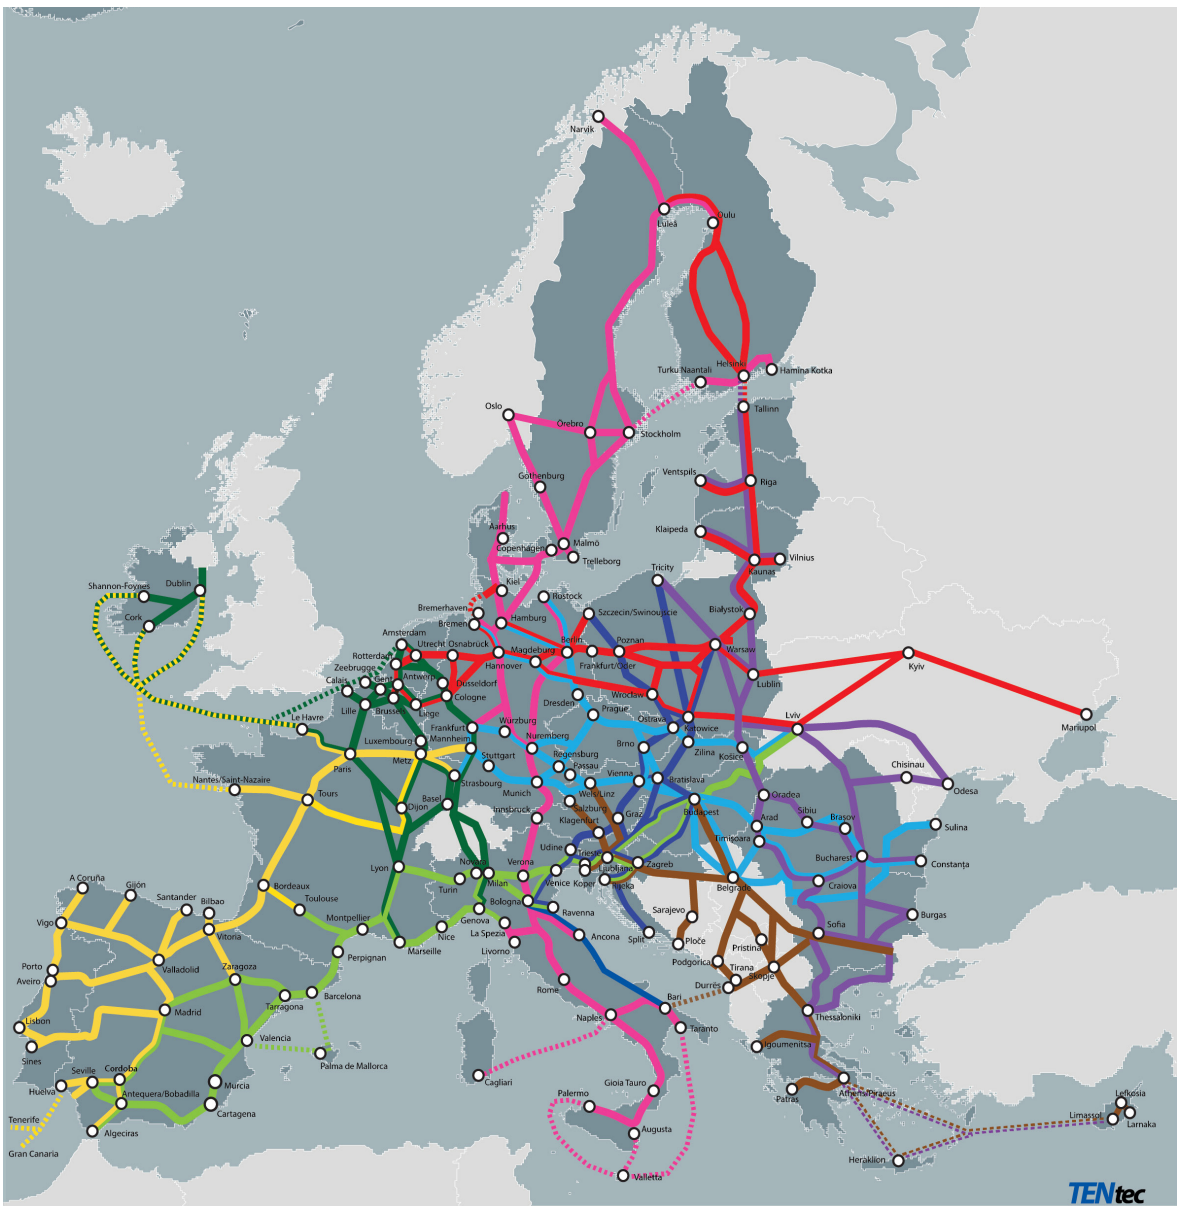 Narvik
Luleå
Oulu
Helsinki
Turku Naantali
Hamina Kotka
Tallinn
Oslo
Örebro
Stockholm
Gothenburg
Ventspils
Riga
Klaipeda
Aarhus
Copenhagen
Malmö
Trelleborg
Vilnius
Kaunas
Tricity
Shannon-Foynes
Dublin
Kiel
Rostock
Cork
Bremerhaven
Bremen
Hamburg
Szczecin/Swinoujscie
Białystok
Amsterdam
Utrecht
Osnabrück
Magdeburg
Berlin
Poznan
Warsaw
Kyiv
Rotterdam
Zeebrugge
Hannover
Frankfurt/Oder
Calais
Gent
Antwerp
Düsseldorf
Cologne
Lublin
Lille
Brussels
Liège
Dresden
Wrocław
Prague
Mariupol
Le Havre
Frankfurt
Würzburg
Ostrava
Katowice
Lviv
Luxembourg
Mannheim
Nuremberg
Brno
Zilina
Košice
Paris
Metz
Stuttgart
Regensburg
Passau
Chisinau
Nantes/Saint-Nazaire
Strasbourg
Munich
Vienna
Bratislava
Odesa
Tours
Dijon
Basel
Wels/Linz
Salzburg
Oradea
Innsbruck
Klagenfurt
Graz
Budapest
Arad
Sibiu
Braşov
Sulina
Timişoara
Lyon
Novara
Verona
Udine
Trieste
Ljubljana
Zagreb
Bucharest
Constanţa
Turin
Milan
Venice
Koper
Rijeka
Belgrade
Craiova
A Coruña
Gijón
Santander
Bilbao
Bordeaux
Toulouse
Bologna
Ravenna
Genova
Sarajevo
Burgas
Vigo
Vitoria
Montpellier
Nice
La Spezia
Ancona
Split
Ploče
Sofia
Marseille
Livorno
Pristina
Perpignan
Porto
Aveiro
Valladolid
Zaragoza
Podgorica
Tirana
Skopje
Durrës
Barcelona
Tarragona
Rome
Bari
Madrid
Naples
Thessaloniki
Lisbon
Taranto
Sines
Valencia
Palma de Mallorca
Igoumenitsa
Seville
Cordoba
Cagliari
Gioia Tauro
Huelva
Murcia
Antequera/Bobadilla
Patras
Athens/Piraeus
Lefkosia
Cartagena
Palermo
Limassol
Larnaka
Tenerife
Algeciras
Augusta
Gran Canaria
Heraklion
Valletta
TENtec